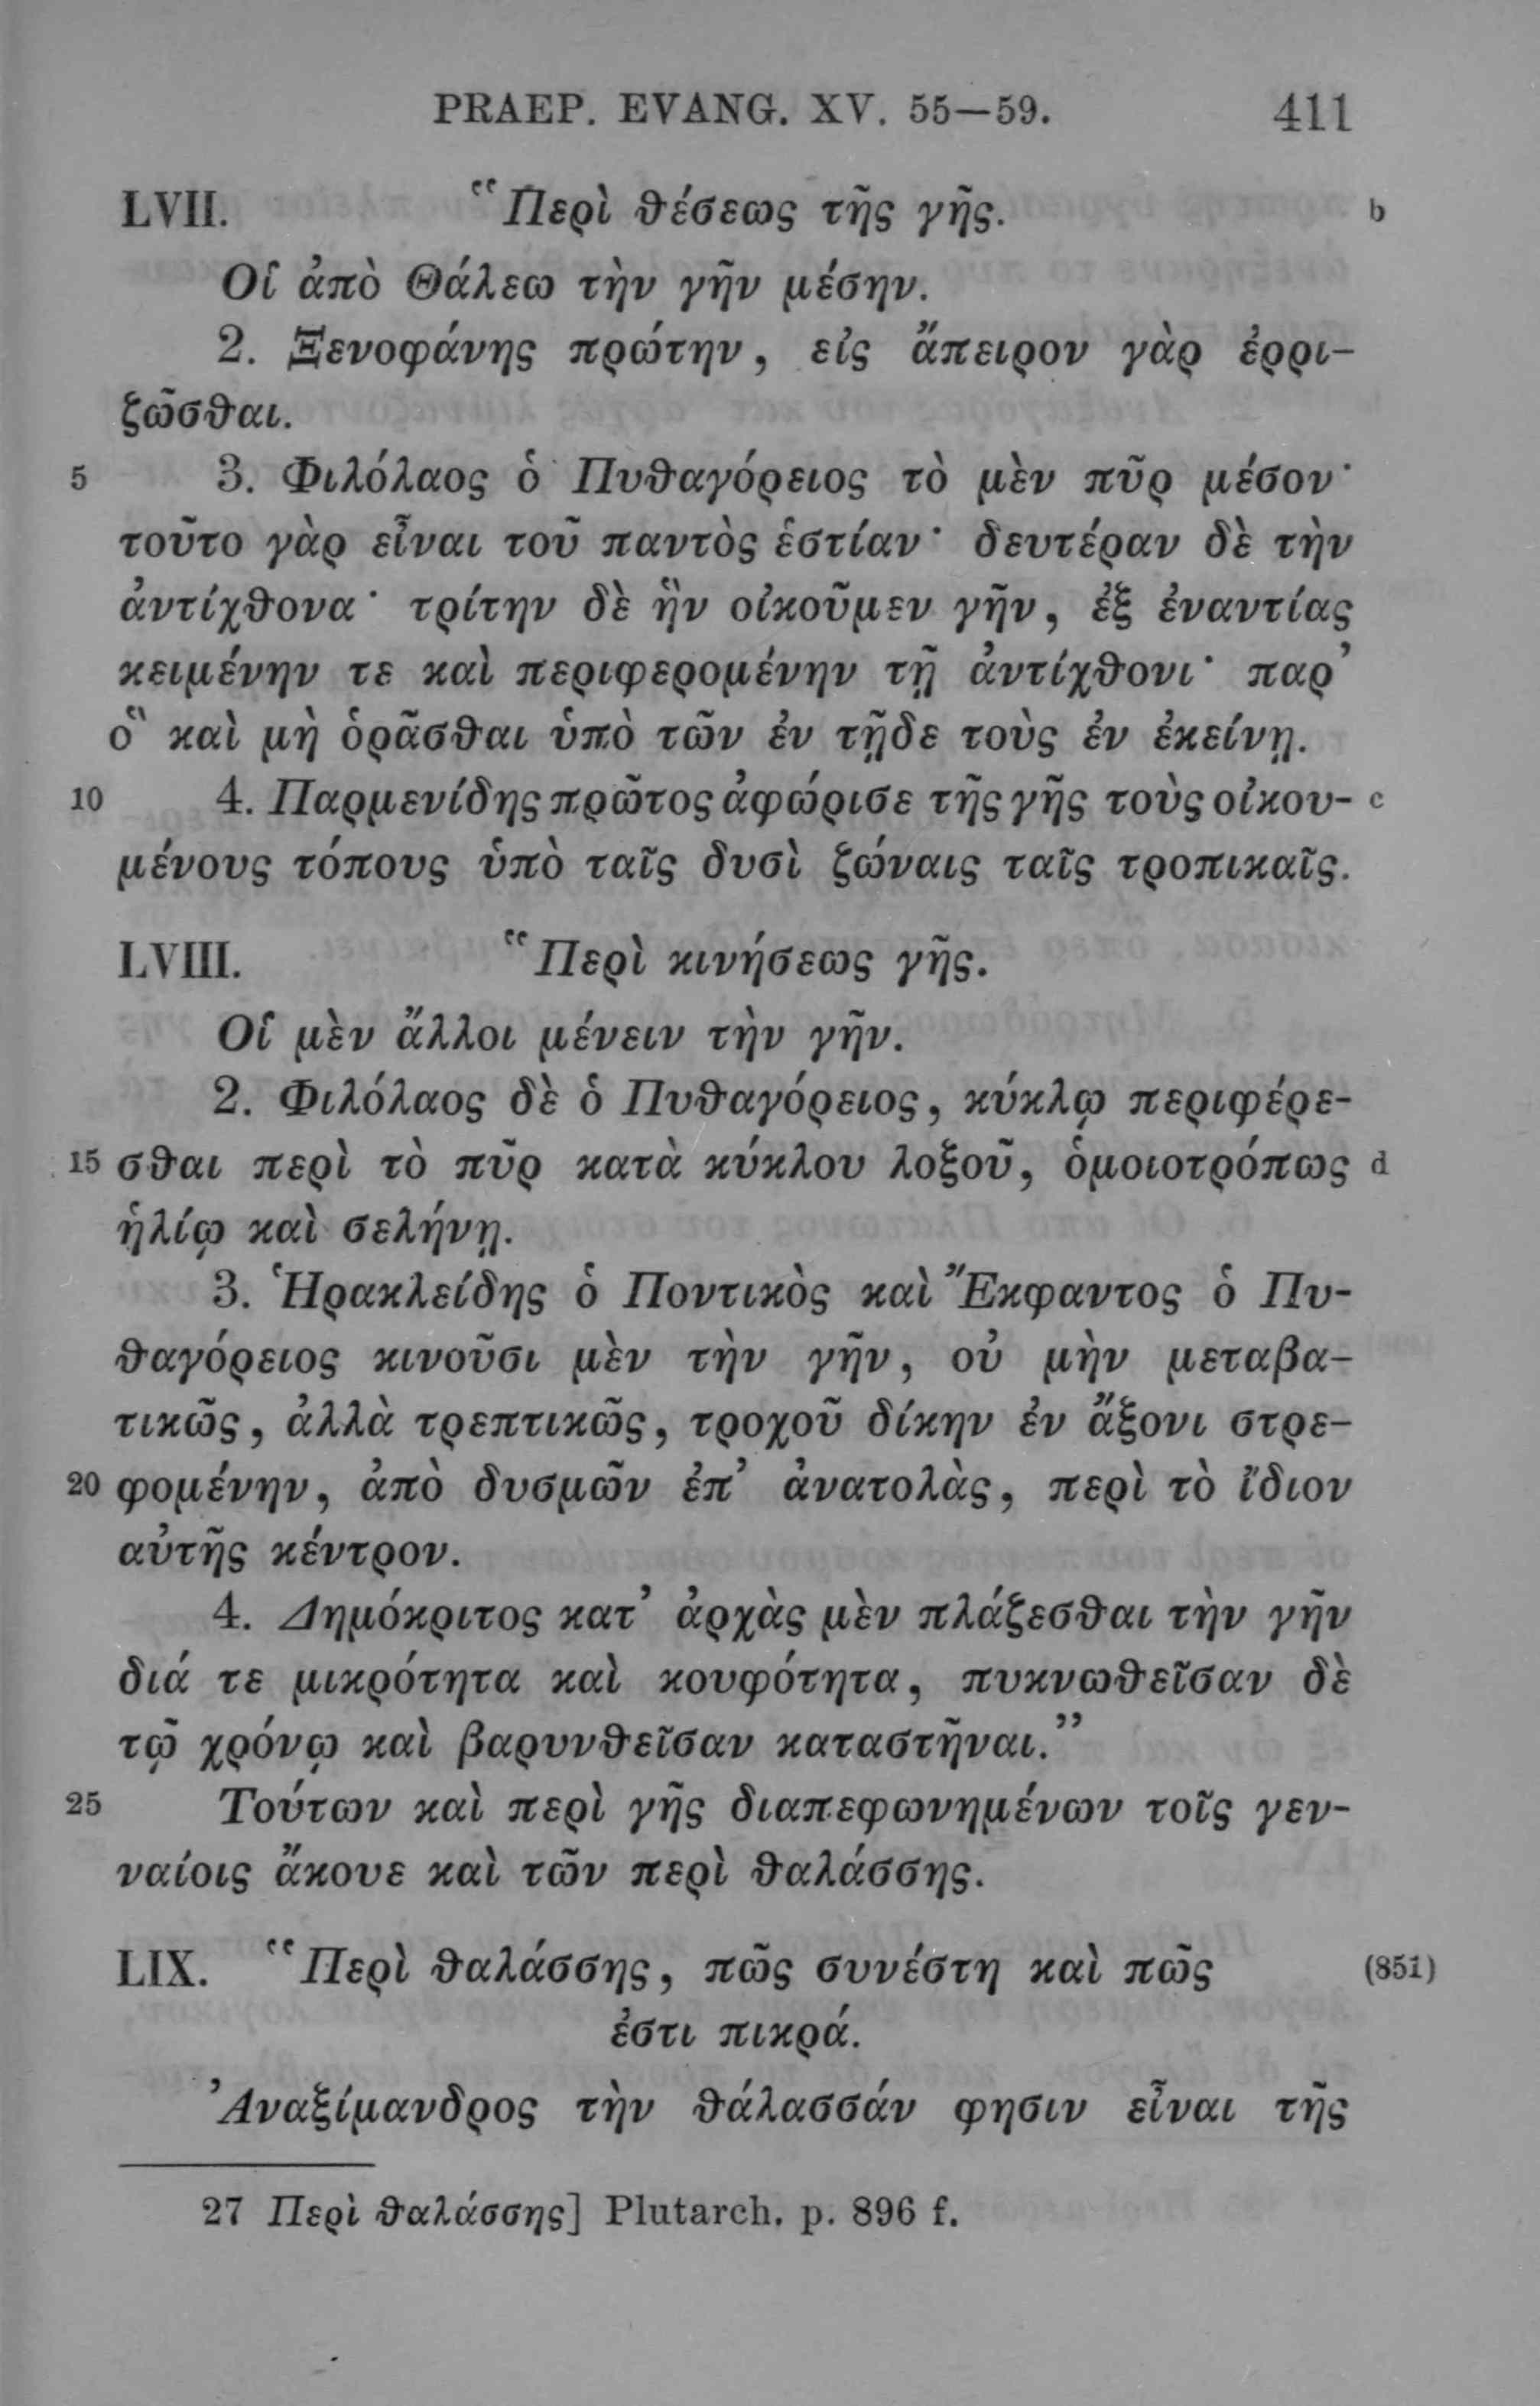 PRAEP. EVANG. XV. 55—59. 411
LVII. “Περὶ θέσεως τῆς γῆς. b
Οἱ ἀπὸ Θάλεω τὴν γῆν μέσην.
2. Ξενοφάνης πρώτην, εἰς ἄπειρον γὰρ ἐρρι-
ζῶσθαι.
5 3. Φιλόλαος ὁ Πυθαγόρειος τὸ μὲν πῦρ μέσον·
τοῦτο γὰρ εἶναι τοῦ παντὸς ἑστίαν· δευτέραν δὲ τὴν
ἀντίχθονα· τρίτην δὲ ἣν οἰκοῦμεν γῆν, ἐξ ἐναντίας
κειμένην τε καὶ περιφερομένην τῇ ἀντίχθονι· παρ’
ὃ καὶ μὴ ὁρᾶσθαι ὑπὸ τῶν ἐν τῇδε τοὺς ἐν ἐκείνῃ.
10 4. Παρμενίδης πρῶτος ἀφώρισε τῆς γῆς τοὺς οἰκου- c
μένους τόπους ὑπὸ ταῖς δυσὶ ζώναις ταῖς τροπικαῖς.
LVIII. “Περὶ κινήσεως γῆς.
Οἱ μὲν ἄλλοι μένειν τὴν γῆν.
2. Φιλόλαος δὲ ὁ Πυθαγόρειος, κύκλῳ περιφέρε-
15 σθαι περὶ τὸ πῦρ κατὰ κύκλου λοξοῦ, ὁμοιοτρόπως d
ἡλίῳ καὶ σελήνῃ.
3. Ἡρακλείδης ὁ Ποντικὸς καὶ Ἔκφαντος ὁ Πυ-
θαγόρειος κινοῦσι μὲν τὴν γῆν, οὐ μὴν μεταβα-
τικῶς, ἀλλὰ τρεπτικῶς, τροχοῦ δίκην ἐν ἄξονι στρε-
20 φομένην, ἀπὸ δυσμῶν ἐπ’ ἀνατολὰς, περὶ τὸ ἴδιον
αὐτῆς κέντρον.
4. Δημόκριτος κατ’ ἀρχὰς μὲν πλάζεσθαι τὴν γῆν
διά τε μικρότητα καὶ κουφότητα, πυκνωθεῖσαν δὲ
τῷ χρόνῳ καὶ βαρυνθεῖσαν καταστῆναι.”
25 Τούτων καὶ περὶ γῆς διαπεφωνημένων τοῖς γεν-
ναίοις ἄκουε καὶ τῶν περὶ θαλάσσης.
LIX. “Περὶ θαλάσσης, πῶς συνέστη καὶ πῶς (851)
ἐστι πικρά.
Ἀναξίμανδρος τὴν θάλασσάν φησιν εἶναι τῆς
27 Περὶ θαλάσσης] Plutarch. p. 896 f.